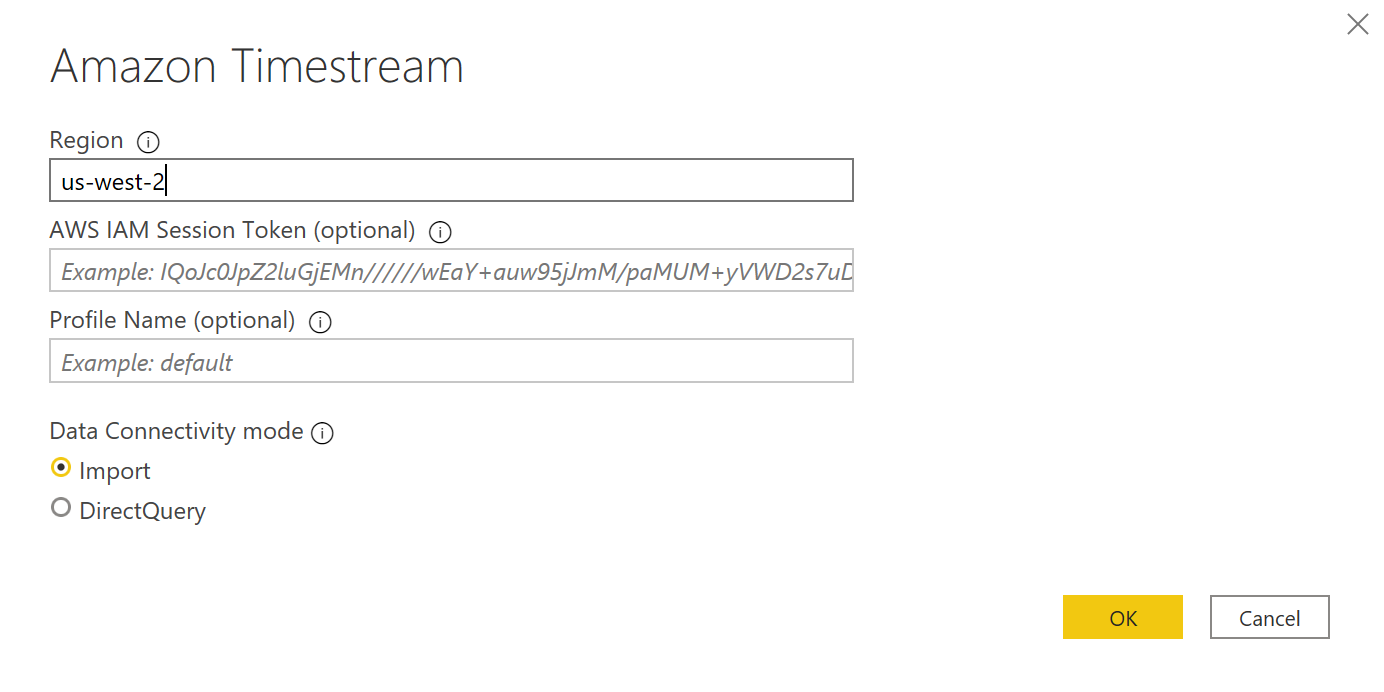 Amazon Timestream
Region
us-west-2
AWS IAM Session Token (optional)
Example: IQoJc0JpZ2luGjEMn//////wEaY+auw95jJmM/paMUM+yVWD2s7uD
Profile Name (optional)
Example: default
Data Connectivity mode
Import
DirectQuery
OK Cancel